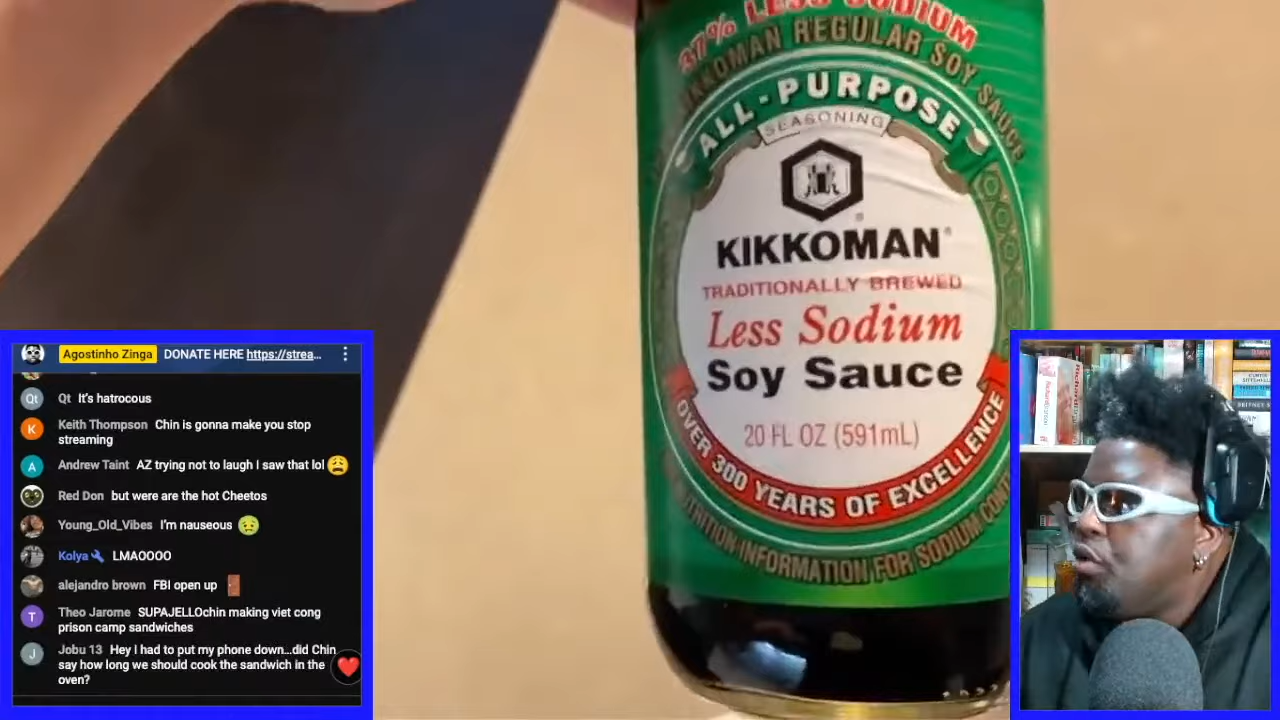 37% LESS SODIUM
KIKKOMAN REGULAR SOY SAUCE
ALL-PURPOSE
SEASONING
KIKKOMAN®
TRADITIONALLY BREWED
Less Sodium
Soy Sauce
20 FL OZ (591mL)
OVER 300 YEARS OF EXCELLENCE
NUTRITION INFORMATION FOR SODIUM
Agostinho Zinga DONATE HERE https://strea...
Qt It's hatrocous
Keith Thompson Chin is gonna make you stop
streaming
Andrew Taint AZ trying not to laugh I saw that lol 😩
Red Don but were are the hot Cheetos
Young_Old_Vibes I'm nauseous 🤢
Kolya🔧 LMAOOOO
alejandro brown FBI open up 🚪
Theo Jarome SUPAJELLOchin making viet cong
prison camp sandwiches
Jobu 13 Hey I had to put my phone down...did Chin
say how long we should cook the sandwich in the
oven?